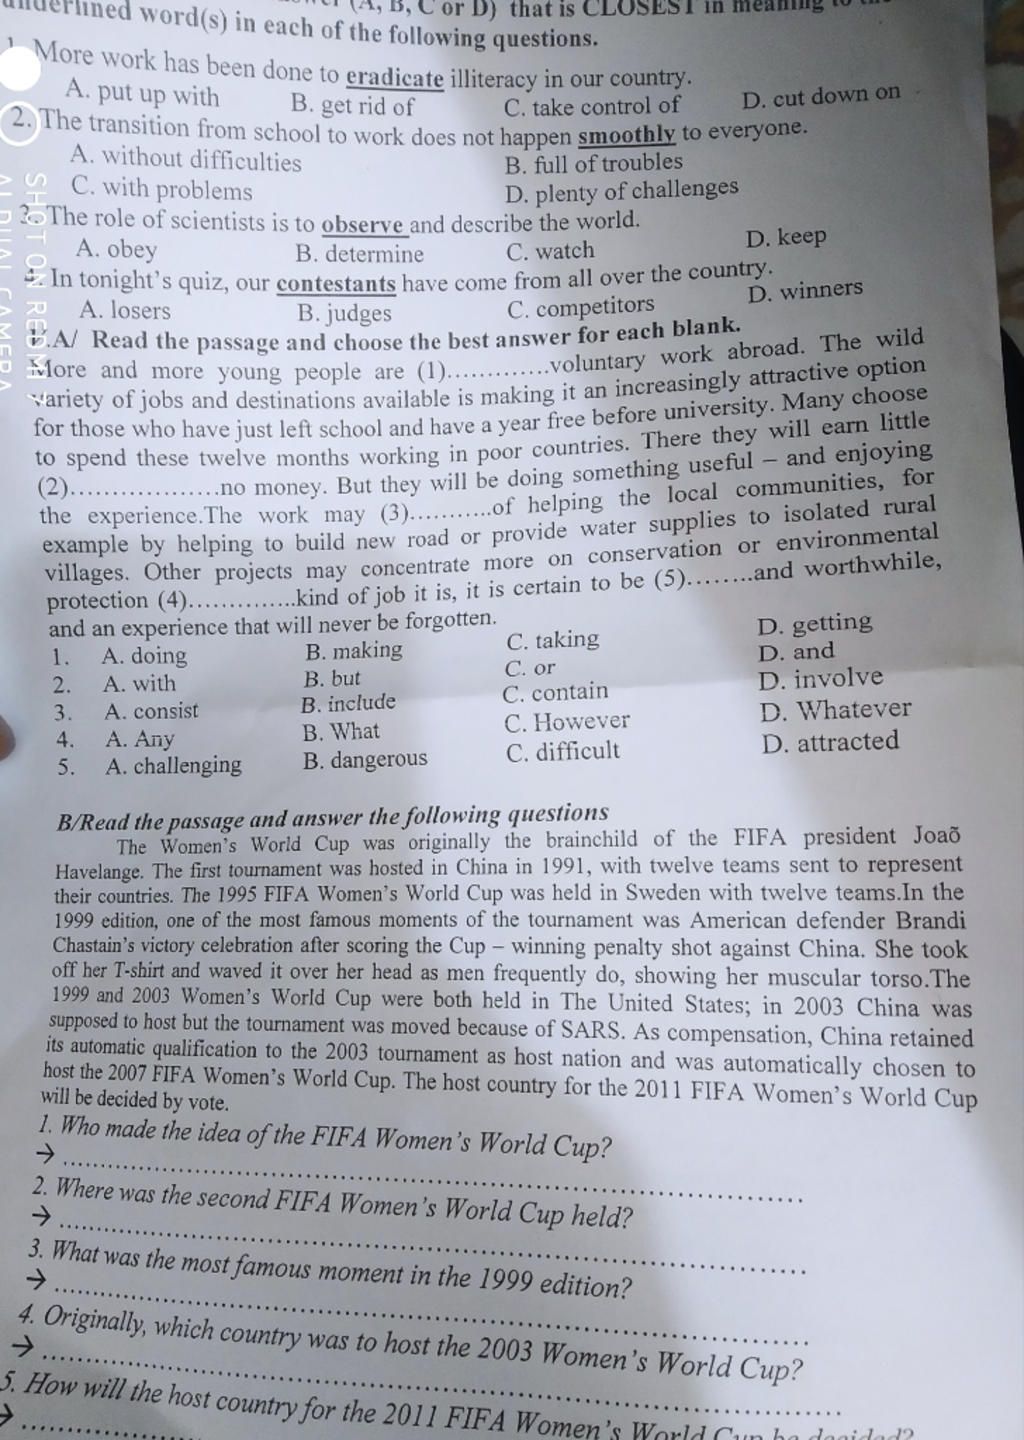 (A, B, C or D) that is CLOSEST in meaning to the
underlined word(s) in each of the following questions.
1. More work has been done to eradicate illiteracy in our country.
A. put up with B. get rid of C. take control of D. cut down on
2. The transition from school to work does not happen smoothly to everyone.
A. without difficulties B. full of troubles
C. with problems D. plenty of challenges
3. The role of scientists is to observe and describe the world.
A. obey B. determine C. watch D. keep
4. In tonight's quiz, our contestants have come from all over the country.
A. losers B. judges C. competitors D. winners
A/ Read the passage and choose the best answer for each blank.
More and more young people are (1).............voluntary work abroad. The wild
variety of jobs and destinations available is making it an increasingly attractive option
for those who have just left school and have a year free before university. Many choose
to spend these twelve months working in poor countries. There they will earn little
(2)...................no money. But they will be doing something useful – and enjoying
the experience.The work may (3)...........of helping the local communities, for
example by helping to build new road or provide water supplies to isolated rural
villages. Other projects may concentrate more on conservation or environmental
protection (4)..............kind of job it is, it is certain to be (5)........and worthwhile,
and an experience that will never be forgotten.
1. A. doing B. making C. taking D. getting
2. A. with B. but C. or D. and
3. A. consist B. include C. contain D. involve
4. A. Any B. What C. However D. Whatever
5. A. challenging B. dangerous C. difficult D. attracted
B/Read the passage and answer the following questions
The Women's World Cup was originally the brainchild of the FIFA president Joaõ
Havelange. The first tournament was hosted in China in 1991, with twelve teams sent to represent
their countries. The 1995 FIFA Women's World Cup was held in Sweden with twelve teams.In the
1999 edition, one of the most famous moments of the tournament was American defender Brandi
Chastain's victory celebration after scoring the Cup – winning penalty shot against China. She took
off her T-shirt and waved it over her head as men frequently do, showing her muscular torso.The
1999 and 2003 Women's World Cup were both held in The United States; in 2003 China was
supposed to host but the tournament was moved because of SARS. As compensation, China retained
its automatic qualification to the 2003 tournament as host nation and was automatically chosen to
host the 2007 FIFA Women's World Cup. The host country for the 2011 FIFA Women's World Cup
will be decided by vote.
1. Who made the idea of the FIFA Women's World Cup?
→ ....................................................
2. Where was the second FIFA Women's World Cup held?
→ ....................................................
3. What was the most famous moment in the 1999 edition?
→ ....................................................
4. Originally, which country was to host the 2003 Women's World Cup?
→ ....................................................
5. How will the host country for the 2011 FIFA Women's World Cup be decided?
→ ..................
SHOT ON REDMI
AI DUAL CAMERA